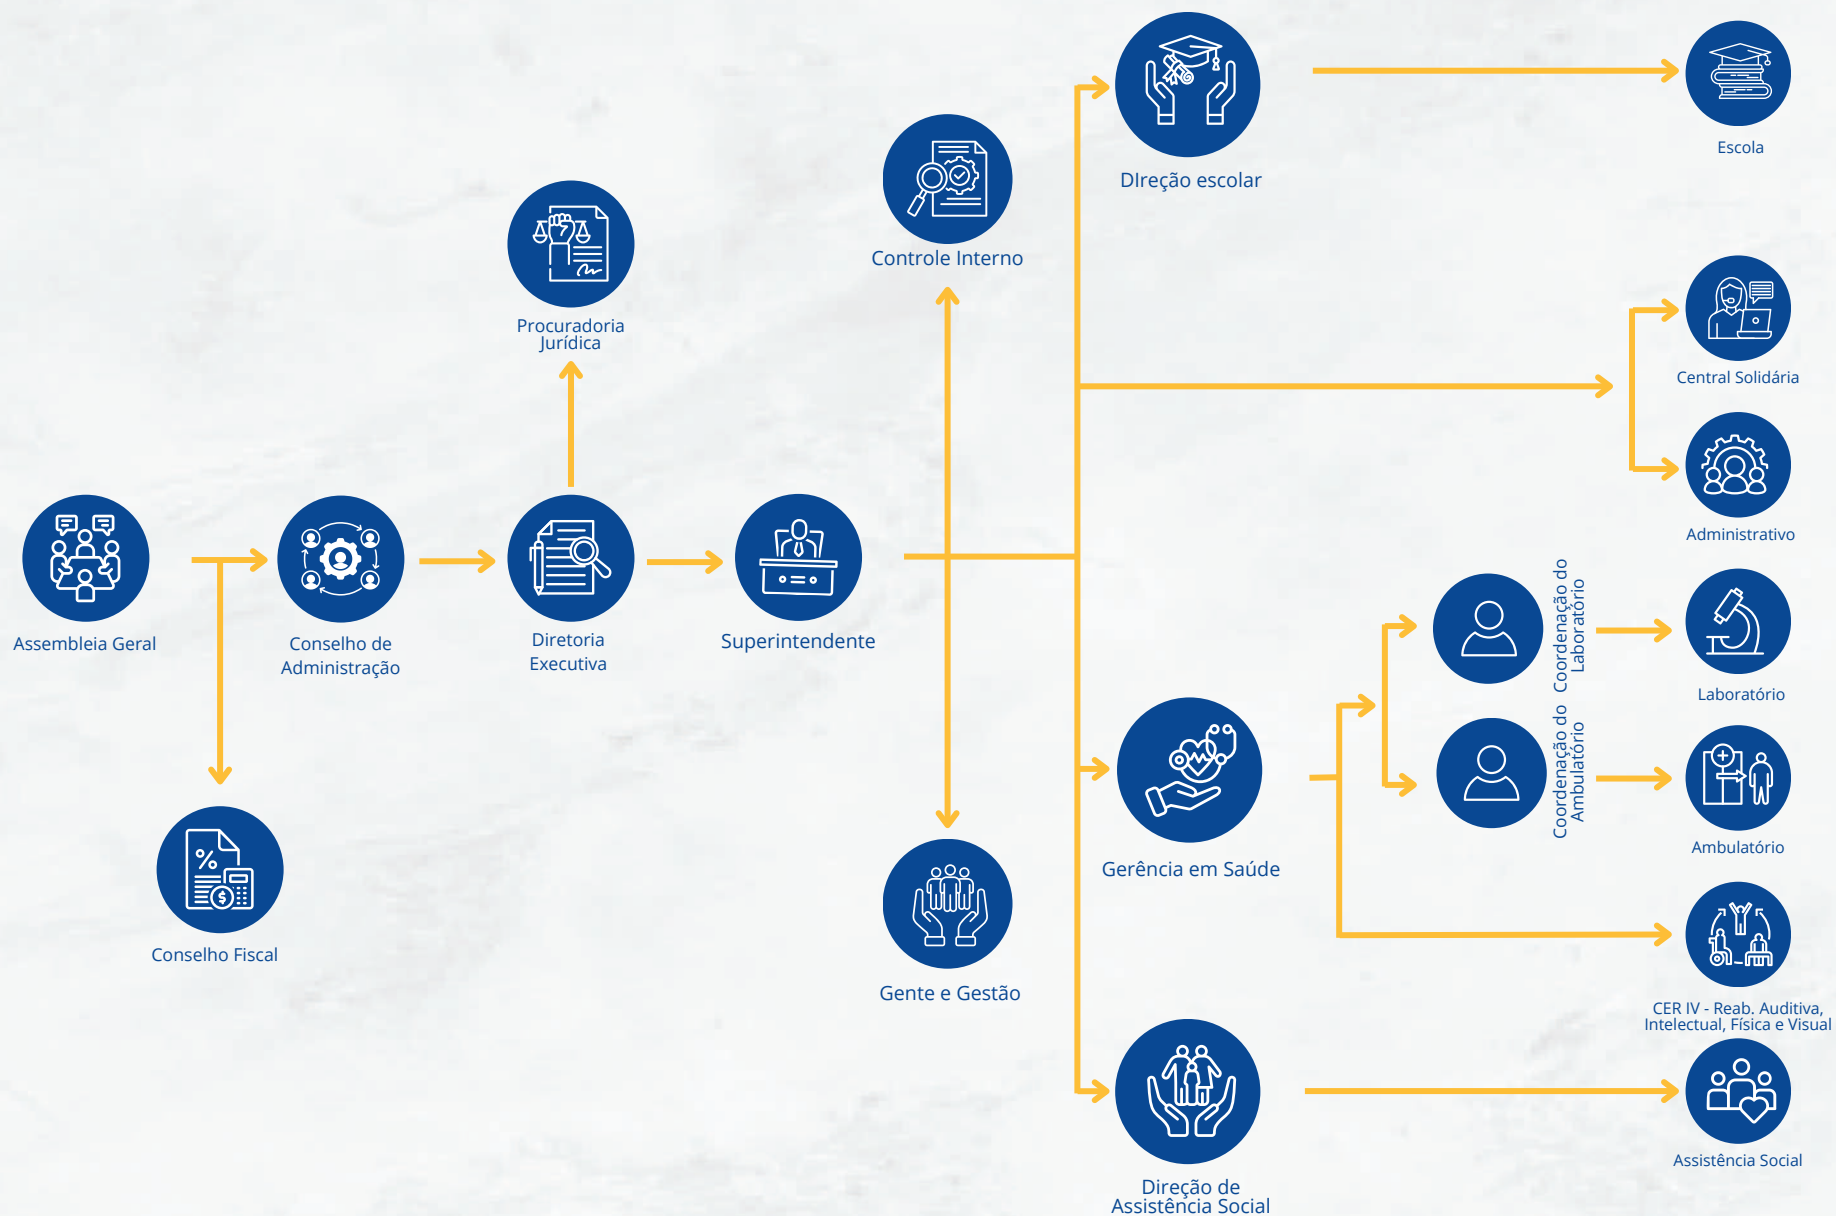 Assembleia Geral
Conselho Fiscal
Conselho de
Administração
Procuradoria
Jurídica
Diretoria
Executiva
Superintendente
Controle Interno
Gente e Gestão
DIreção escolar
Gerência em Saúde
Direção de
Assistência Social
Coordenação do
Laboratório
Coordenação do
Ambulatório
Escola
Central Solidária
Administrativo
Laboratório
Ambulatório
CER IV - Reab. Auditiva,
Intelectual, Física e Visual
Assistência Social
%
$